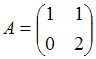 A = (1 1
0 2)